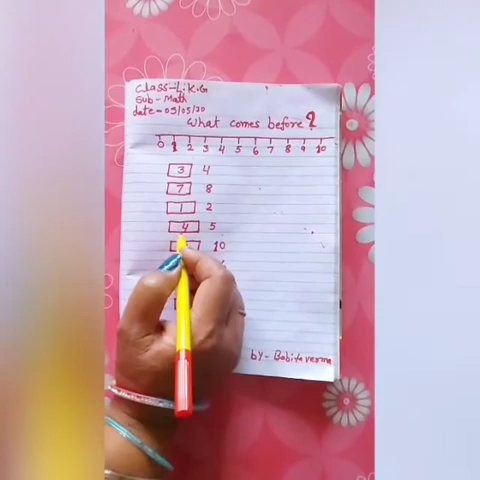 Class-L.K.G
Sub - Math
date - 09/05/20
What comes before ?
0 1 2 3 4 5 6 7 8 9 10
3 4
7 8
1 2
4 5
10
by - Babita verma